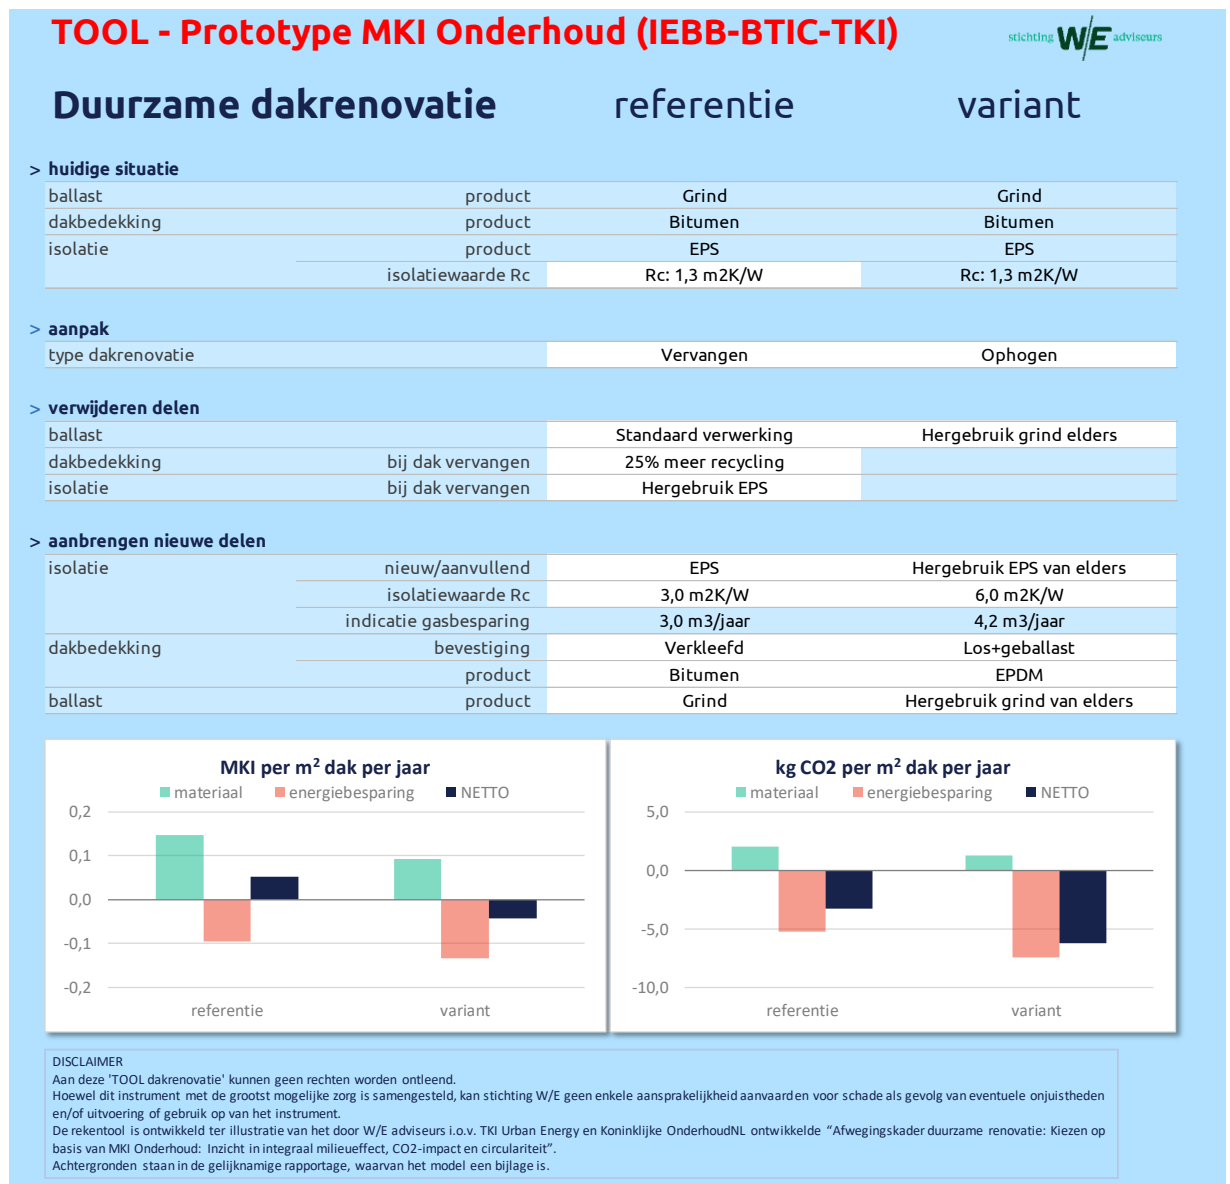 TOOL - Prototype MKI Onderhoud (IEBB-BTIC-TKI)
stichting W/E adviseurs
Duurzame dakrenovatie referentie variant
> huidige situatie
ballast product Grind Grind
dakbedekking product Bitumen Bitumen
isolatie product EPS EPS
isolatiewaarde Rc Rc: 1,3 m2K/W Rc: 1,3 m2K/W
> aanpak
type dakrenovatie Vervangen Ophogen
> verwijderen delen
ballast Standaard verwerking Hergebruik grind elders
dakbedekking bij dak vervangen 25% meer recycling
isolatie bij dak vervangen Hergebruik EPS
> aanbrengen nieuwe delen
isolatie nieuw/aanvullend EPS Hergebruik EPS van elders
isolatiewaarde Rc 3,0 m2K/W 6,0 m2K/W
indicatie gasbesparing 3,0 m3/jaar 4,2 m3/jaar
dakbedekking bevestiging Verkleefd Los+geballast
product Bitumen EPDM
ballast product Grind Hergebruik grind van elders
MKI per m² dak per jaar
materiaal energiebesparing NETTO
0,2
0,1
0,0
-0,1
-0,2
referentie variant
kg CO2 per m² dak per jaar
materiaal energiebesparing NETTO
5,0
0,0
-5,0
-10,0
referentie variant
DISCLAIMER
Aan deze 'TOOL dakrenovatie' kunnen geen rechten worden ontleend.
Hoewel dit instrument met de grootst mogelijke zorg is samengesteld, kan stichting W/E geen enkele aansprakelijkheid aanvaarden voor schade als gevolg van eventuele onjuistheden
en/of uitvoering of gebruik op van het instrument.
De rekentool is ontwikkeld ter illustratie van het door W/E adviseurs i.o.v. TKI Urban Energy en Koninklijke OnderhoudNL ontwikkelde “Afwegingskader duurzame renovatie: Kiezen op
basis van MKI Onderhoud: Inzicht in integraal milieueffect, CO2-impact en circulariteit”.
Achtergronden staan in de gelijknamige rapportage, waarvan het model een bijlage is.